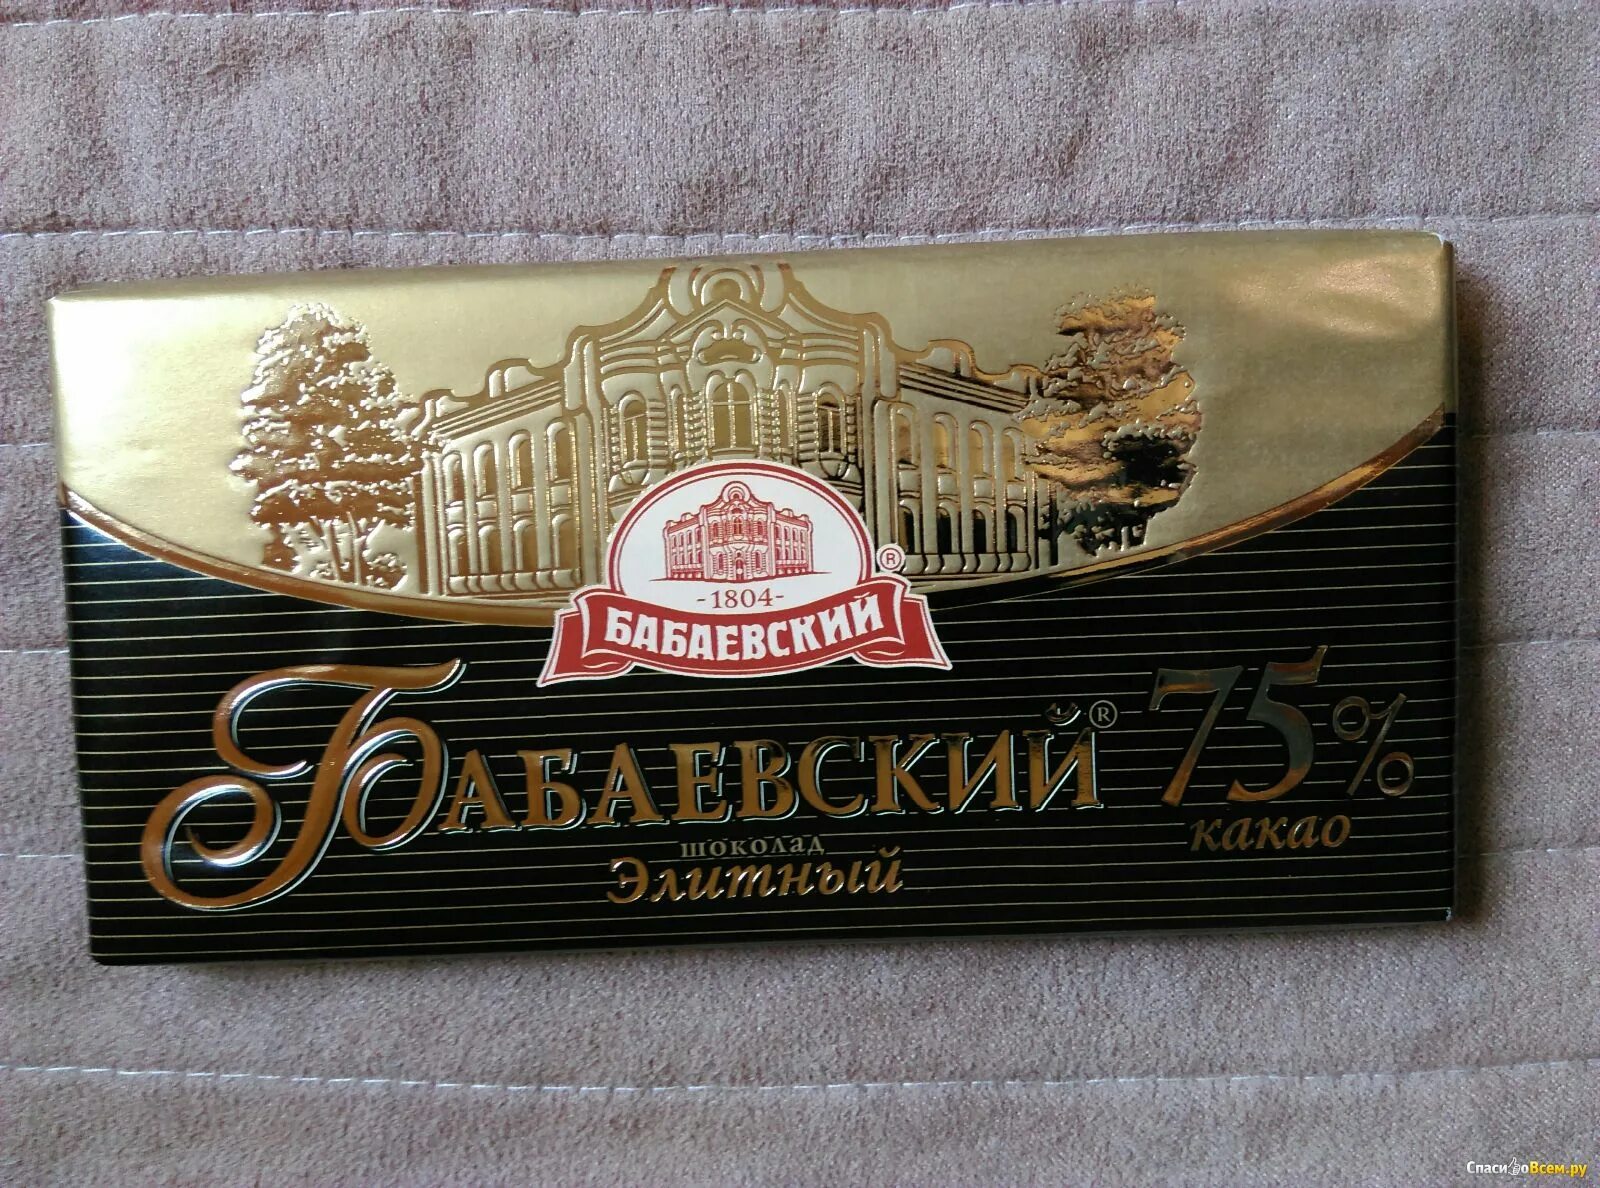 ®
-1804-
БАБАЕВСКИЙ
БАБАЕВСКИЙ®
75%
какао
шоколад
Элитный
СпасибоВсем.ру